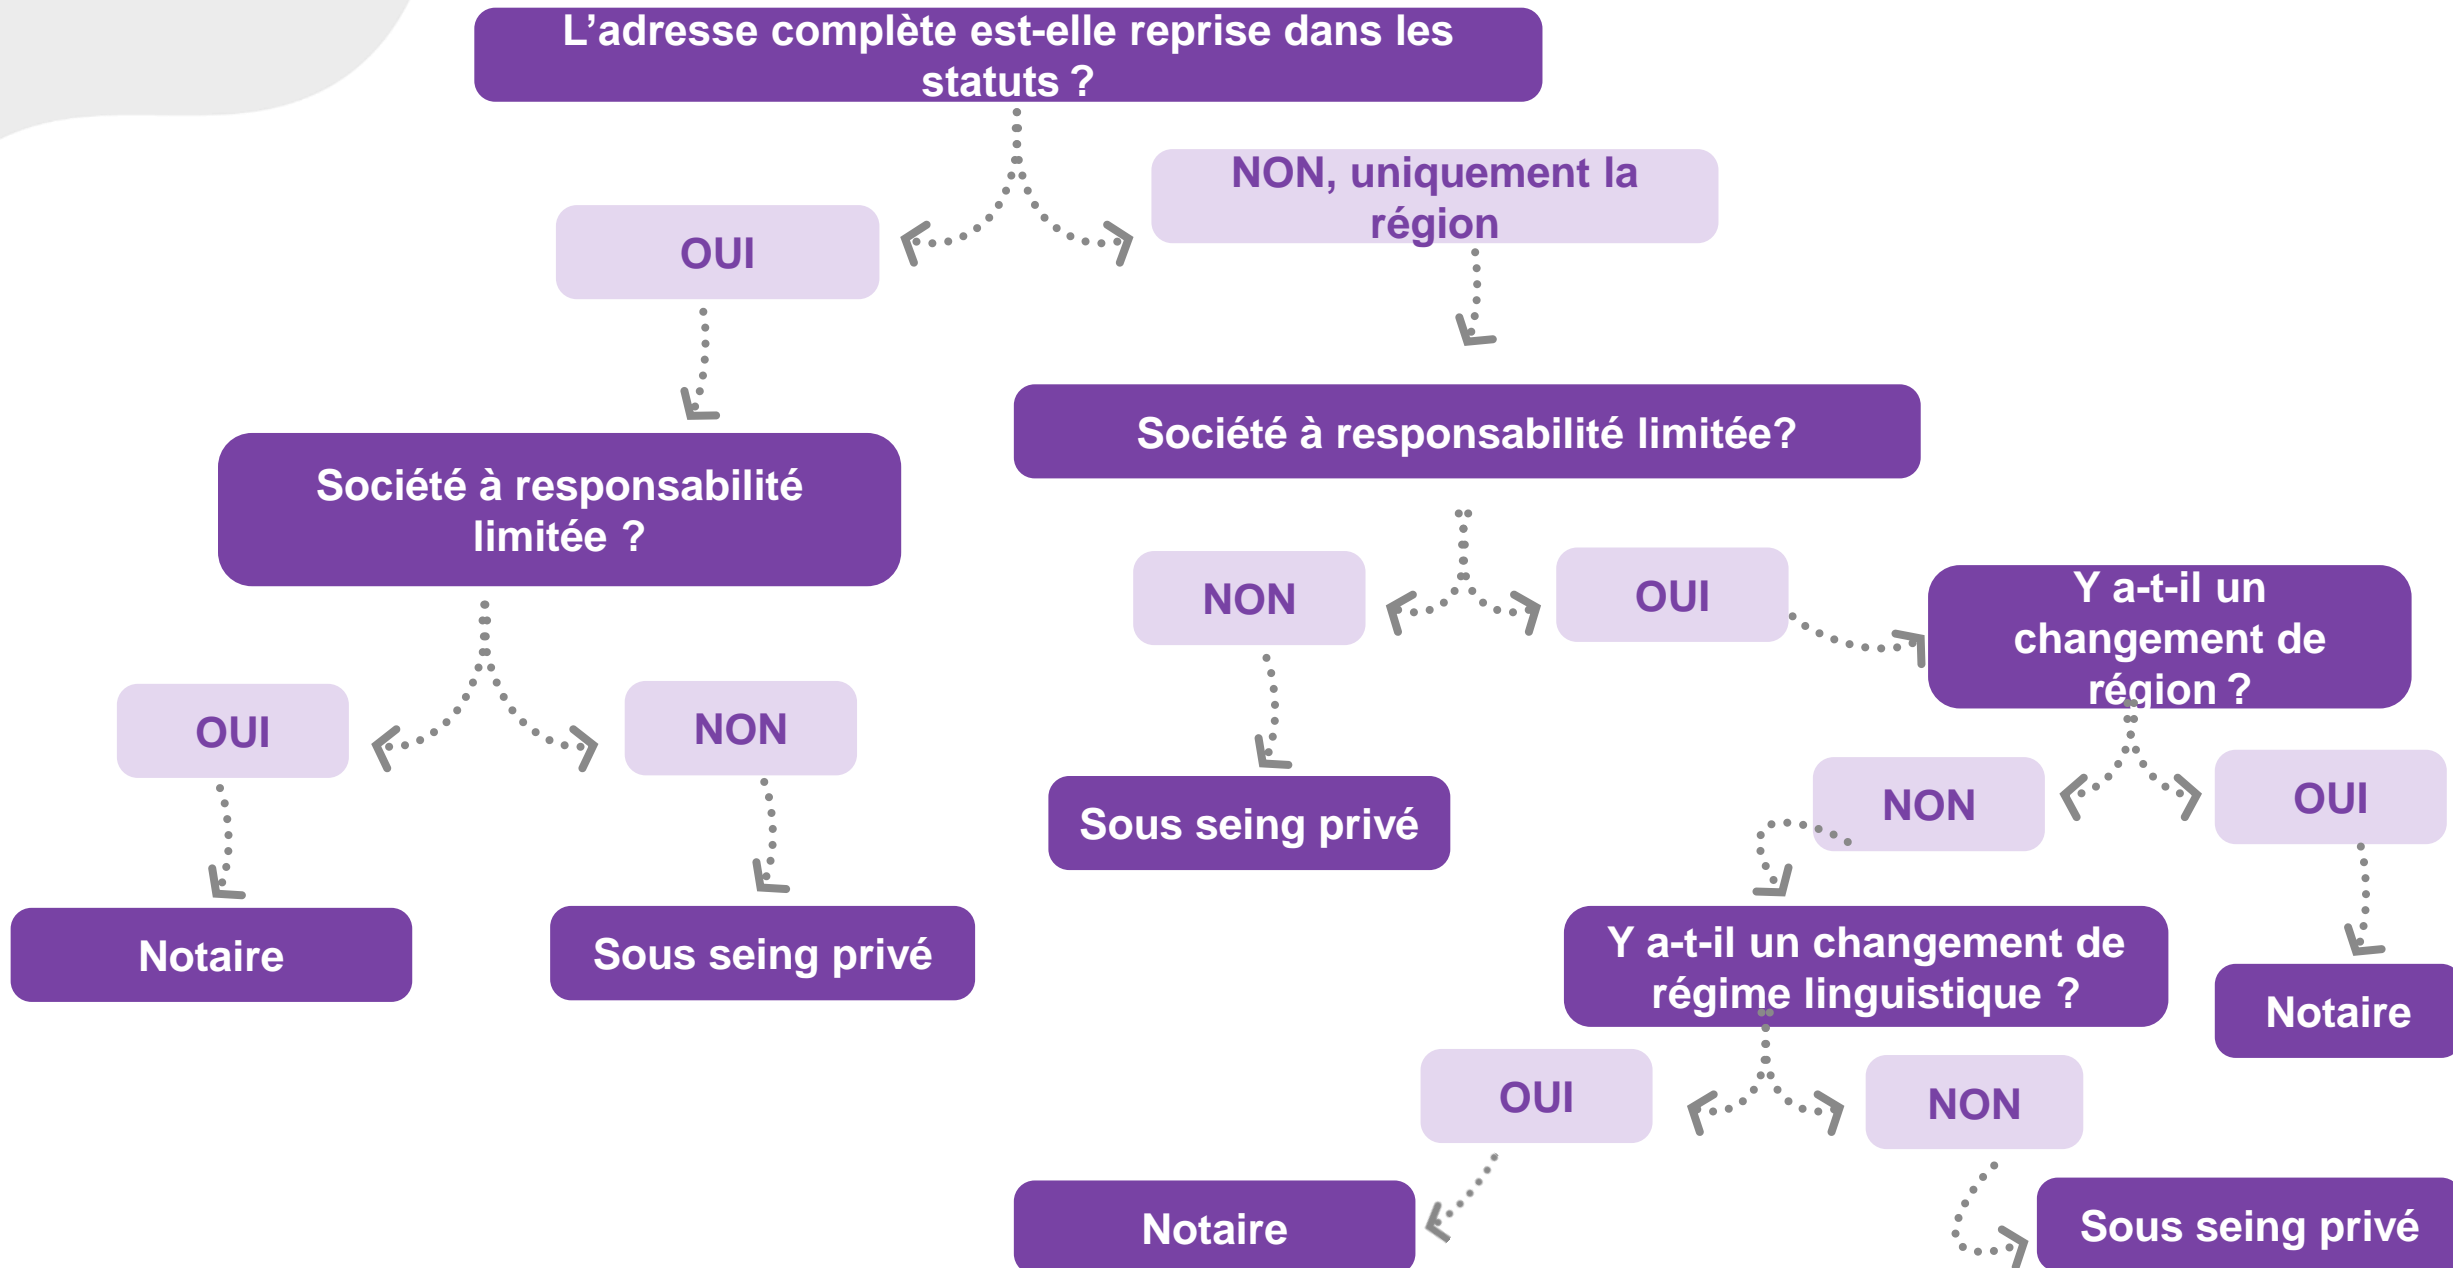 L’adresse complète est-elle reprise dans les
statuts ?
NON, uniquement la
région
OUI
Société à responsabilité limitée?
Société à responsabilité
limitée ?
NON
OUI
Y a-t-il un
changement de
région ?
OUI
NON
NON
OUI
Sous seing privé
Notaire
Sous seing privé
Y a-t-il un changement de
régime linguistique ?
Notaire
OUI
NON
Notaire
Sous seing privé